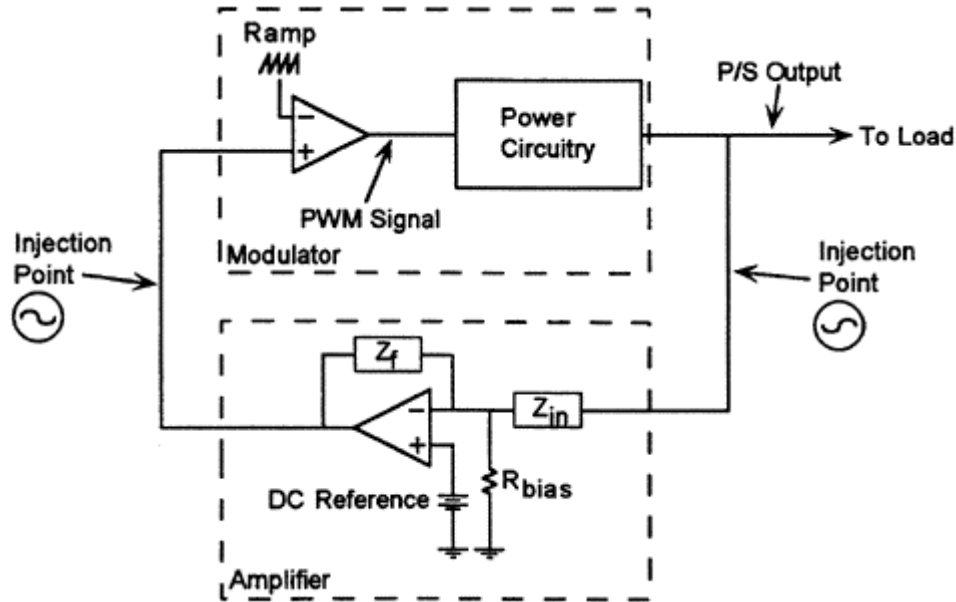 Ramp
P/S Output
Power
Circuitry
To Load
-
+
PWM Signal
Injection
Point
Modulator
Injection
Point
Zf
-
Zin
+
Rbias
DC Reference
Amplifier